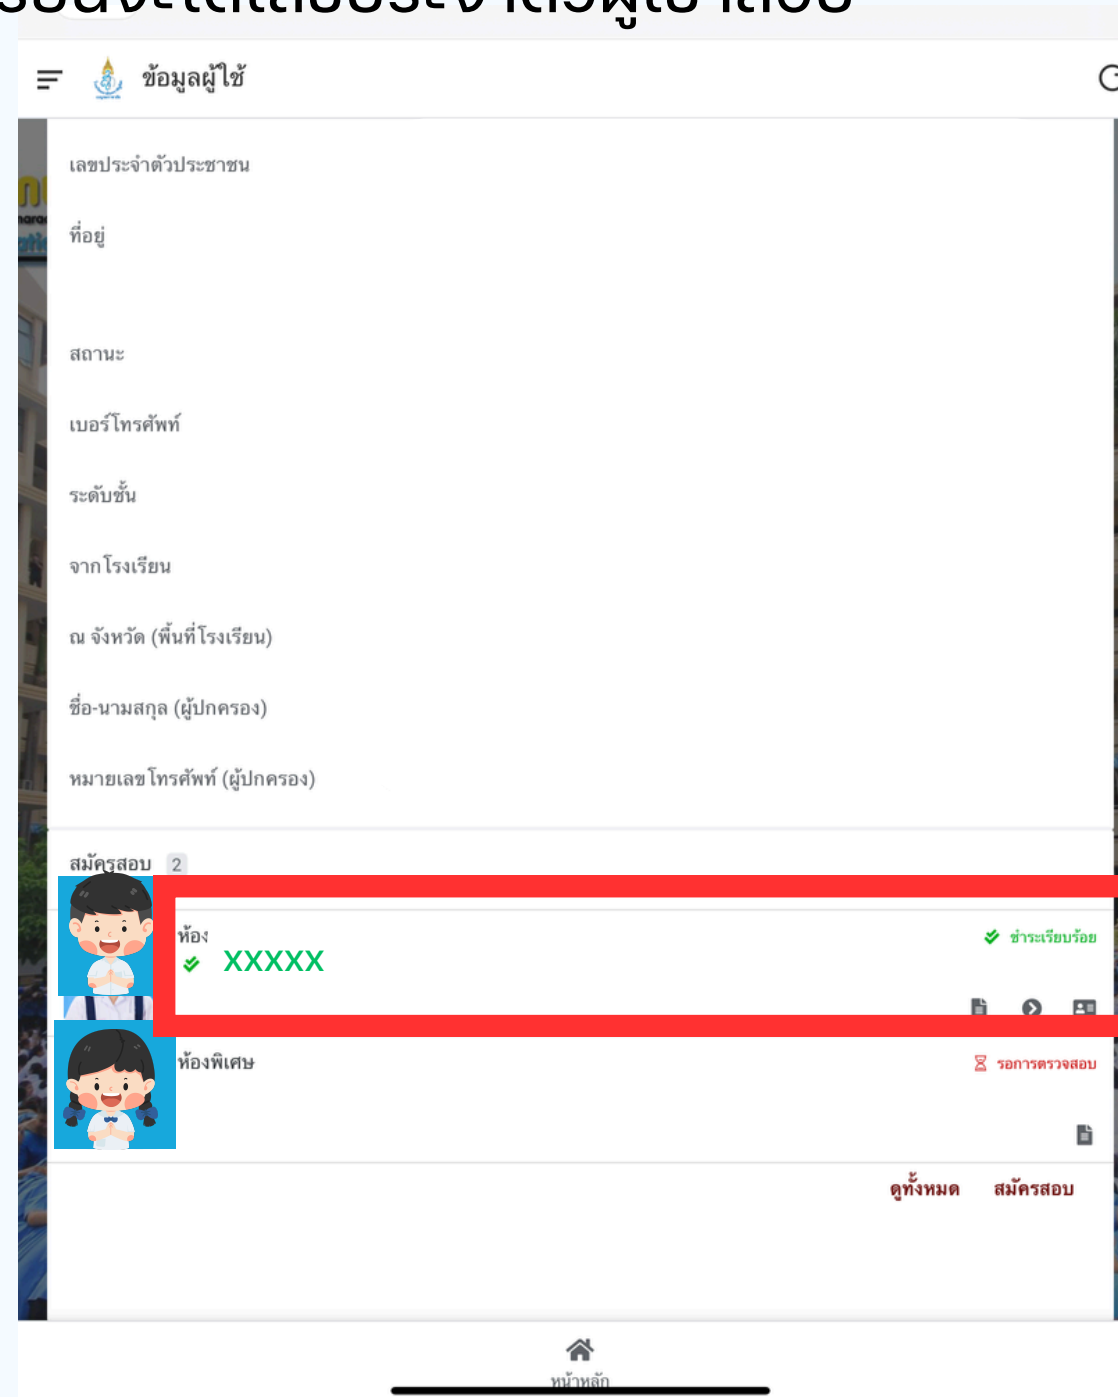 ข้อมูลผู้ใช้
เลขประจำตัวประชาชน
ที่อยู่
สถานะ
เบอร์โทรศัพท์
ระดับชั้น
จากโรงเรียน
ณ จังหวัด (พื้นที่โรงเรียน)
ชื่อ-นามสกุล (ผู้ปกครอง)
หมายเลขโทรศัพท์ (ผู้ปกครอง)
สมัครสอบ 2
ห้อง ชำระเรียบร้อย
XXXXX
ห้องพิเศษ รอการตรวจสอบ
ดูทั้งหมด สมัครสอบ
หน้าหลัก